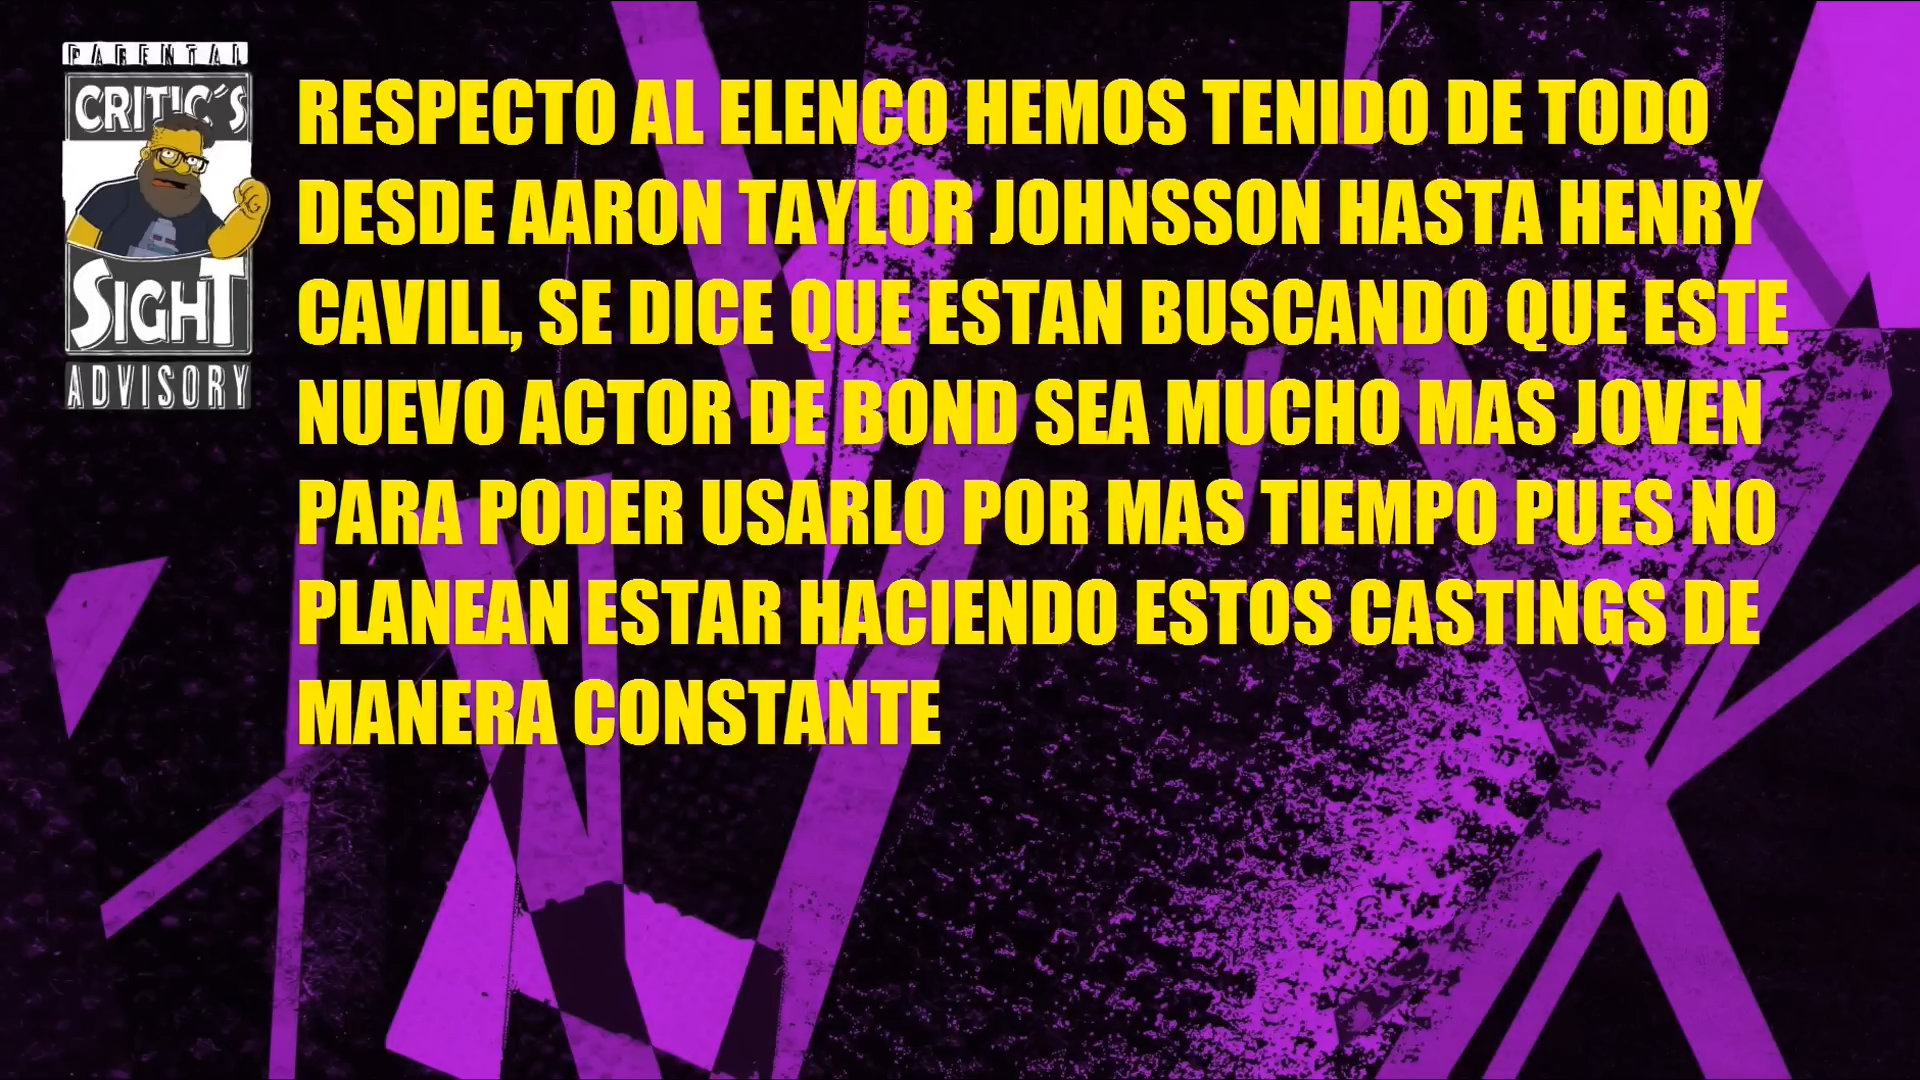 PARENTAL
CRITIC´S
SIGHT
ADVISORY
RESPECTO AL ELENCO HEMOS TENIDO DE TODO
DESDE AARON TAYLOR JOHNSSON HASTA HENRY
CAVILL, SE DICE QUE ESTAN BUSCANDO QUE ESTE
NUEVO ACTOR DE BOND SEA MUCHO MAS JOVEN
PARA PODER USARLO POR MAS TIEMPO PUES NO
PLANEAN ESTAR HACIENDO ESTOS CASTINGS DE
MANERA CONSTANTE